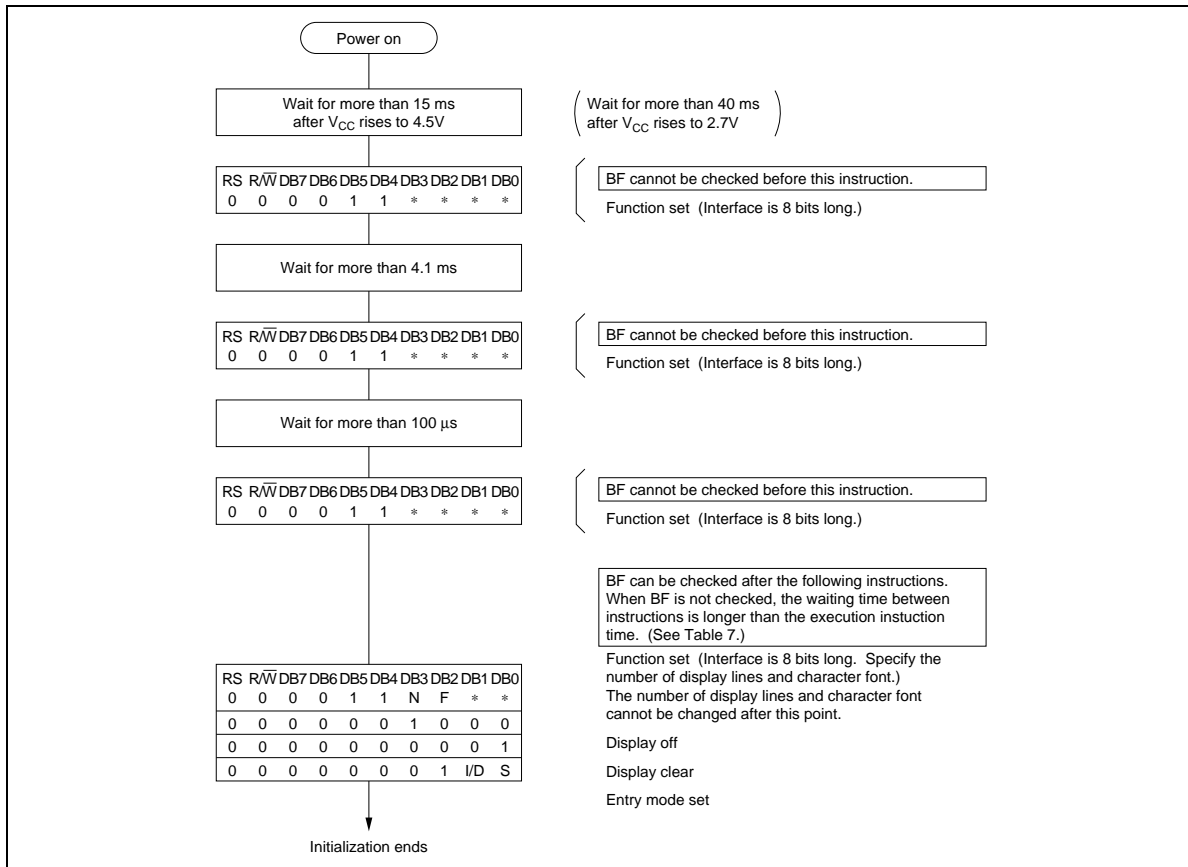 Power on
Wait for more than 15 ms
after VCC rises to 4.5V
Wait for more than 40 ms
after VCC rises to 2.7V
RS R/W̅ DB7 DB6 DB5 DB4 DB3 DB2 DB1 DB0
0 0 0 0 1 1 * * * *
BF cannot be checked before this instruction.
Function set (Interface is 8 bits long.)
Wait for more than 4.1 ms
RS R/W̅ DB7 DB6 DB5 DB4 DB3 DB2 DB1 DB0
0 0 0 0 1 1 * * * *
BF cannot be checked before this instruction.
Function set (Interface is 8 bits long.)
Wait for more than 100 µs
RS R/W̅ DB7 DB6 DB5 DB4 DB3 DB2 DB1 DB0
0 0 0 0 1 1 * * * *
BF cannot be checked before this instruction.
Function set (Interface is 8 bits long.)
BF can be checked after the following instructions.
When BF is not checked, the waiting time between
instructions is longer than the execution instuction
time. (See Table 7.)
RS R/W̅ DB7 DB6 DB5 DB4 DB3 DB2 DB1 DB0
0 0 0 0 1 1 N F * *
0 0 0 0 0 0 1 0 0 0
0 0 0 0 0 0 0 0 0 1
0 0 0 0 0 0 0 1 I/D S
Function set (Interface is 8 bits long. Specify the
number of display lines and character font.)
The number of display lines and character font
cannot be changed after this point.
Display off
Display clear
Entry mode set
Initialization ends